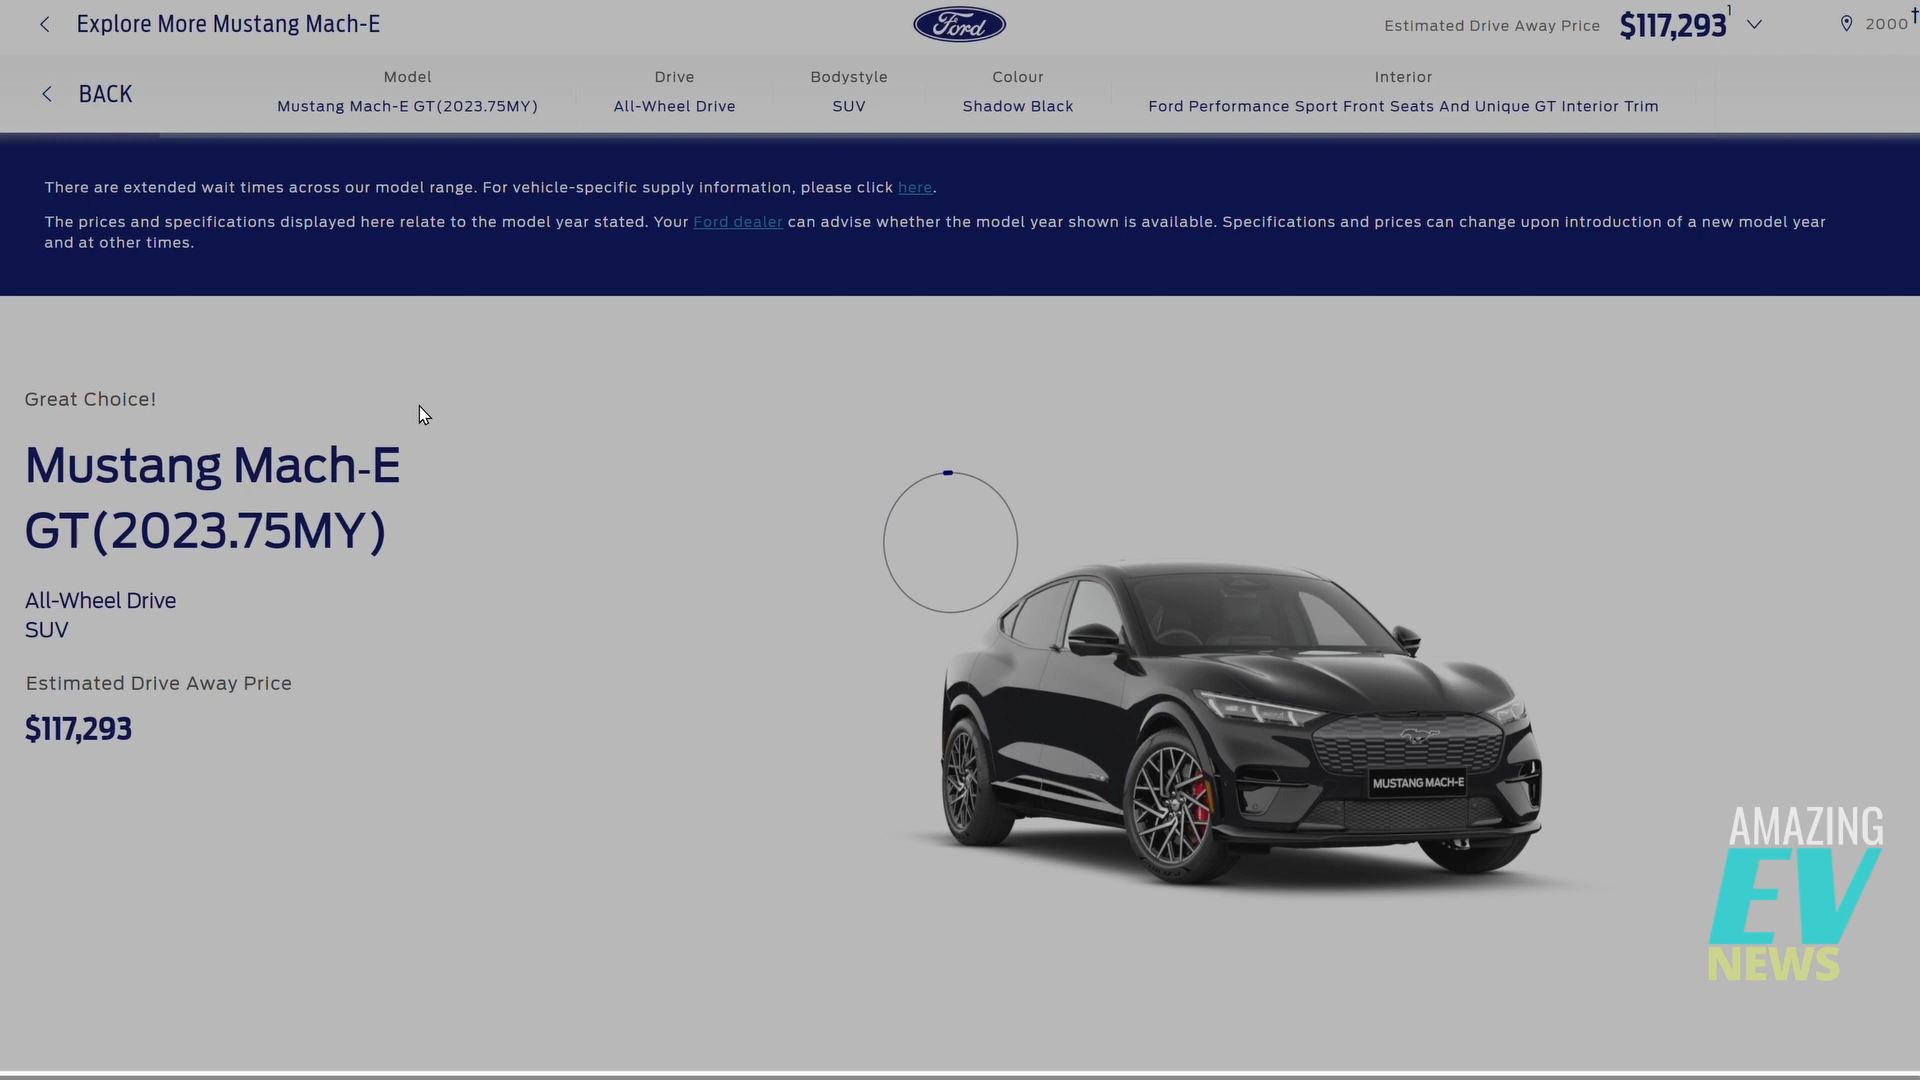 Explore More Mustang Mach-E
Ford
Estimated Drive Away Price $117,293 1
2000 †
BACK
Model
Mustang Mach-E GT(2023.75MY)
Drive
All-Wheel Drive
Bodystyle
SUV
Colour
Shadow Black
Interior
Ford Performance Sport Front Seats And Unique GT Interior Trim
There are extended wait times across our model range. For vehicle-specific supply information, please click here.
The prices and specifications displayed here relate to the model year stated. Your Ford dealer can advise whether the model year shown is available. Specifications and prices can change upon introduction of a new model year
and at other times.
Great Choice!
Mustang Mach-E
GT(2023.75MY)
All-Wheel Drive
SUV
Estimated Drive Away Price
$117,293
MUSTANG MACH-E
AMAZING
EV
NEWS